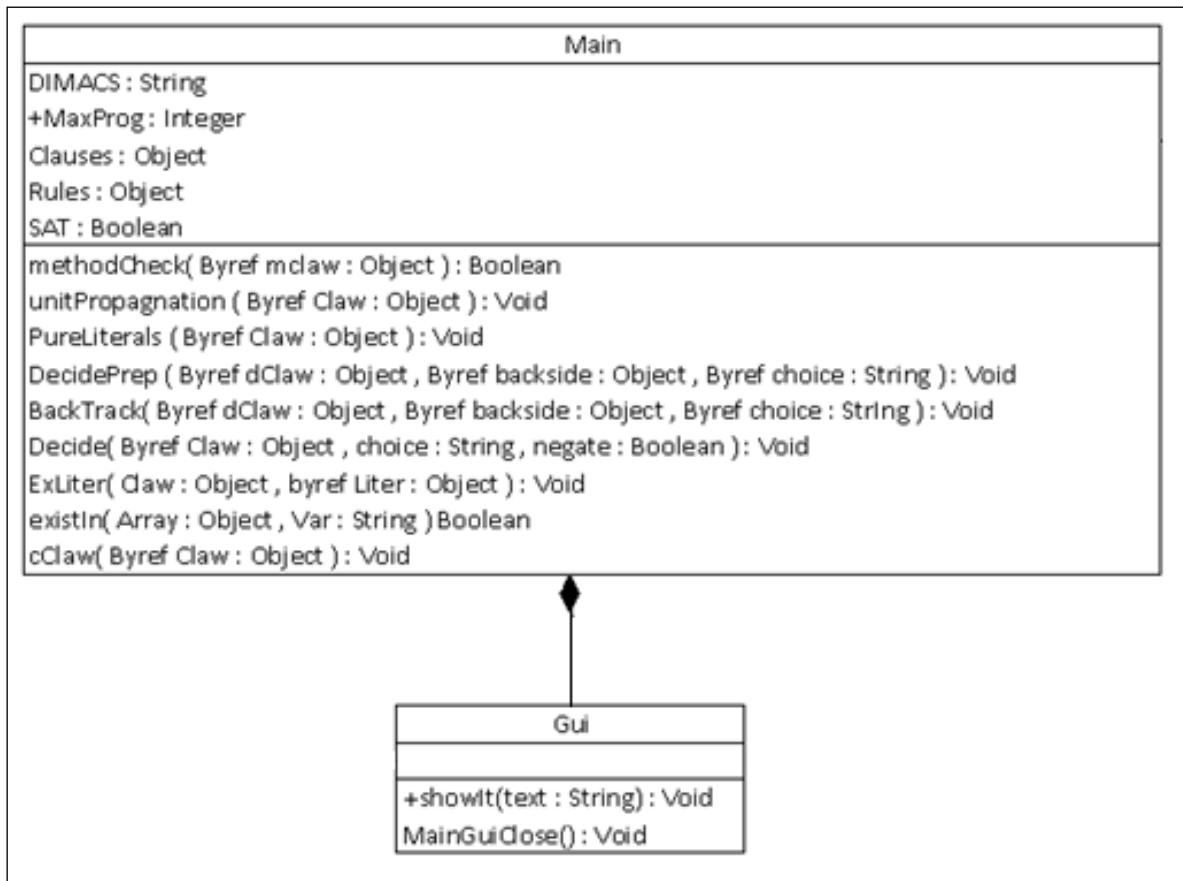 Main
DIMACS : String
+MaxProg : Integer
Clauses : Object
Rules : Object
SAT : Boolean
methodCheck( Byref mclaw : Object ) : Boolean
unitPropagnation ( Byref Claw : Object ) : Void
PureLiterals ( Byref Claw : Object ) : Void
DecidePrep ( Byref dClaw : Object , Byref backside : Object , Byref choice : String ) : Void
BackTrack( Byref dClaw : Object , Byref backside : Object , Byref choice : String ) : Void
Decide( Byref Claw : Object , choice : String , negate : Boolean ) : Void
ExLiter( Claw : Object , byref Liter : Object ) : Void
existIn( Array : Object , Var : String ) Boolean
cClaw( Byref Claw : Object ) : Void
Gui
+showIt(text : String) : Void
MainGuiClose() : Void